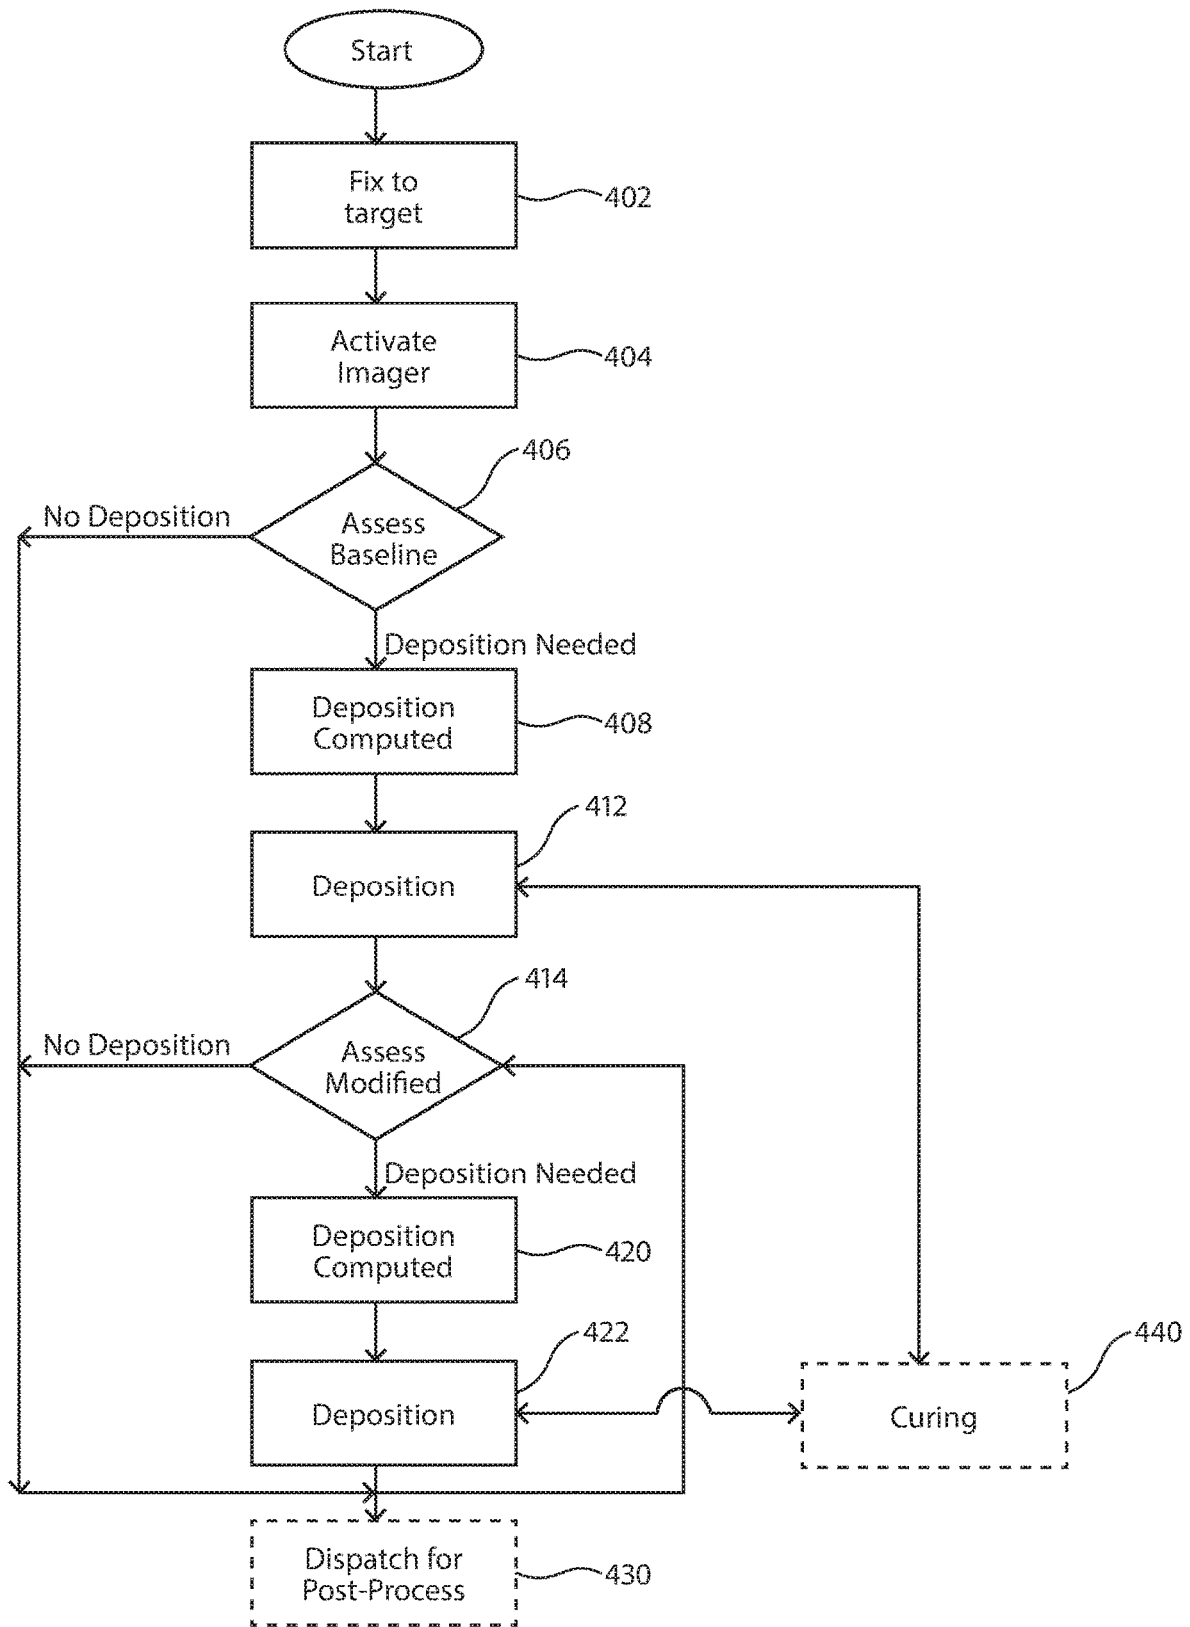 Start
Fix to
target
402
Activate
Imager
404
406
No Deposition
Assess
Baseline
Deposition Needed
Deposition
Computed
408
412
Deposition
414
No Deposition
Assess
Modified
Deposition Needed
Deposition
Computed
420
422
Deposition
440
Curing
Dispatch for
Post-Process
430